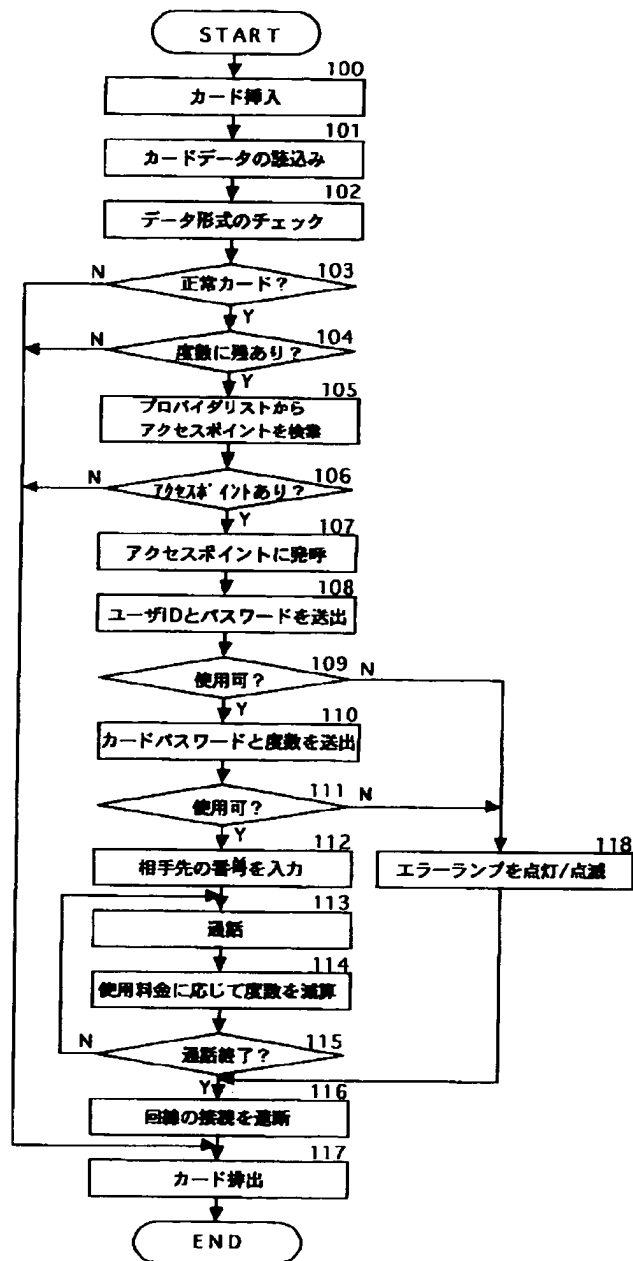 START
100
カード挿入
101
カードデータの読込み
102
データ形式のチェック
103
N
正常カード?
Y
104
N
度数に残あり?
Y
105
プロバイダリストから
アクセスポイントを検索
106
N
アクセスポイントあり?
Y
107
アクセスポイントに発呼
108
ユーザIDとパスワードを送出
109
使用可?
N
Y
110
カードパスワードと度数を送出
111
使用可?
N
Y
112
相手先の番号を入力
118
エラーランプを点灯/点滅
113
通話
114
使用料金に応じて度数を減算
115
N
通話終了?
Y
116
回線の接続を遮断
117
カード排出
END